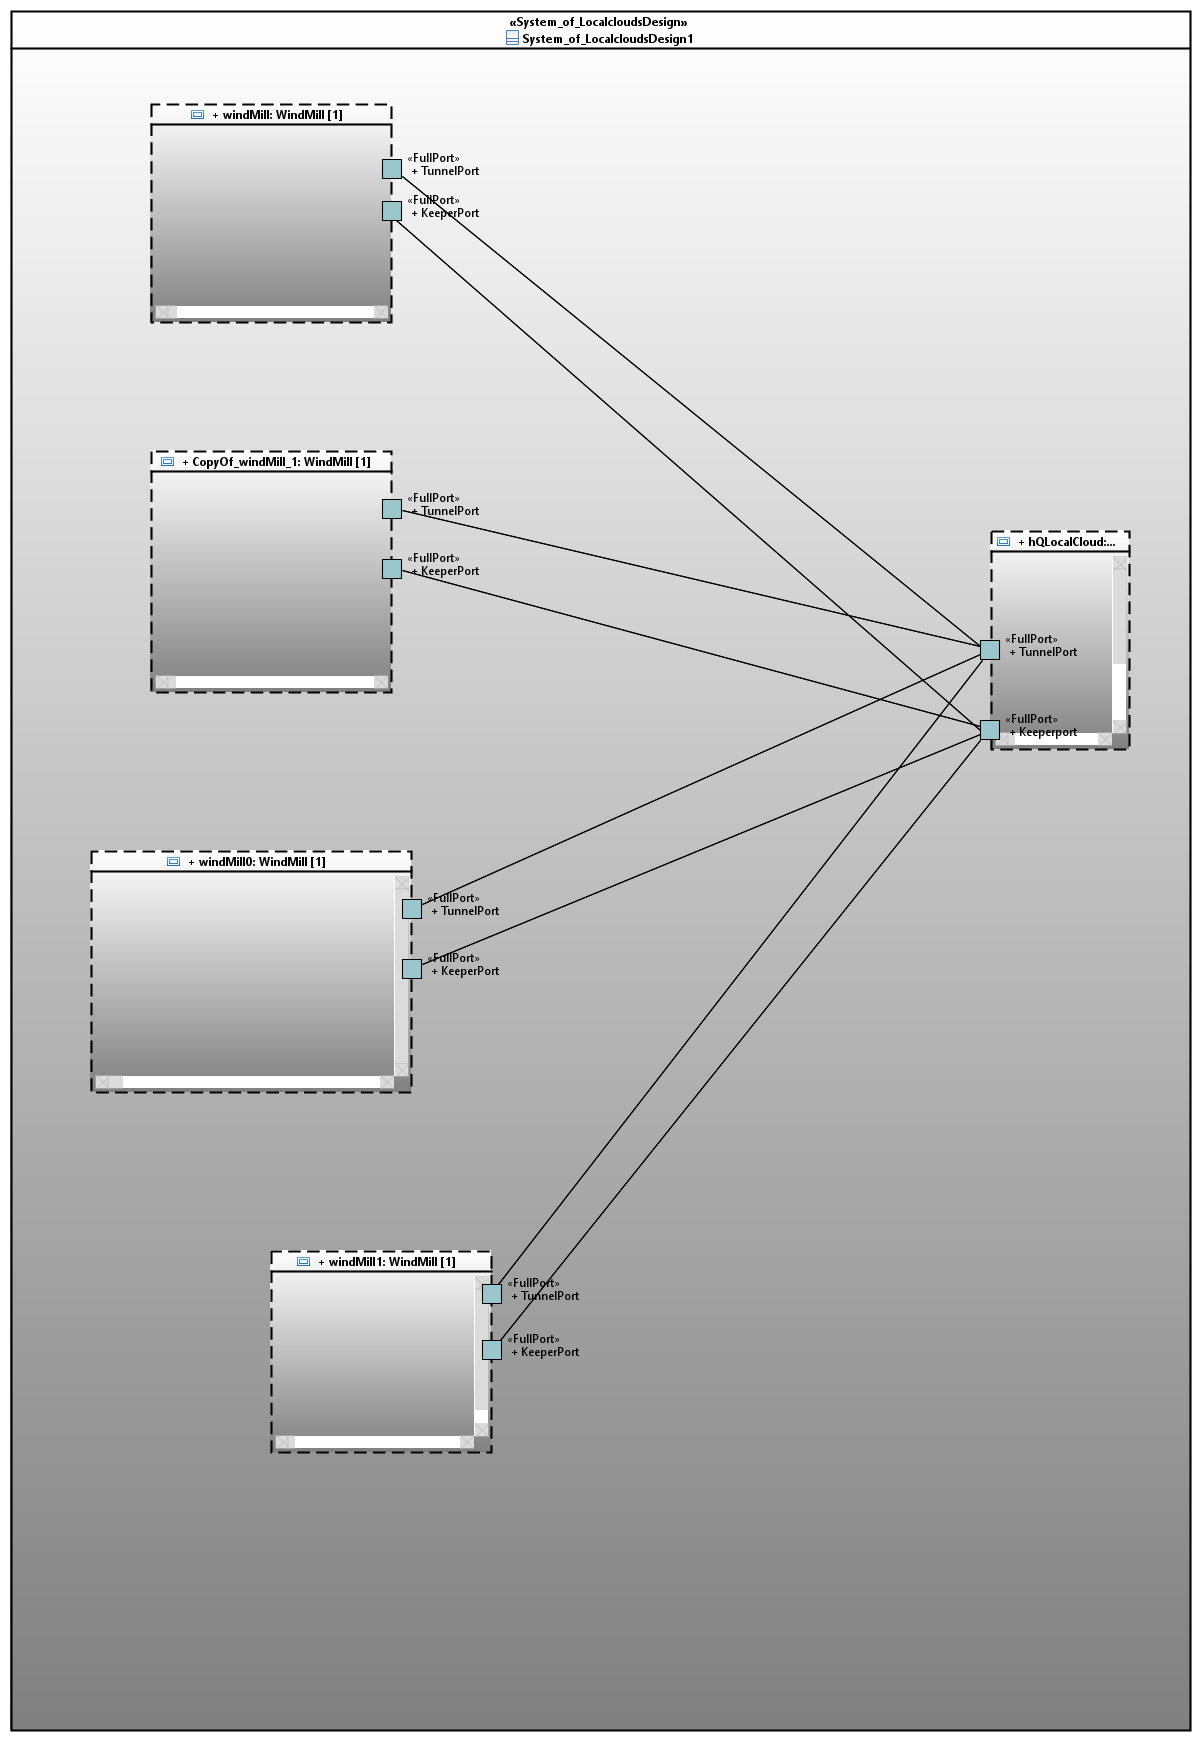 «System_of_LocalcloudsDesign»
System_of_LocalcloudsDesign1
+ windMill: WindMill [1]
«FullPort»
+ TunnelPort
«FullPort»
+ KeeperPort
+ CopyOf_windMill_1: WindMill [1]
«FullPort»
+ TunnelPort
«FullPort»
+ KeeperPort
+ hQLocalCloud:...
«FullPort»
+ TunnelPort
«FullPort»
+ Keeperport
+ windMill0: WindMill [1]
«FullPort»
+ TunnelPort
«FullPort»
+ KeeperPort
+ windMill1: WindMill [1]
«FullPort»
+ TunnelPort
«FullPort»
+ KeeperPort